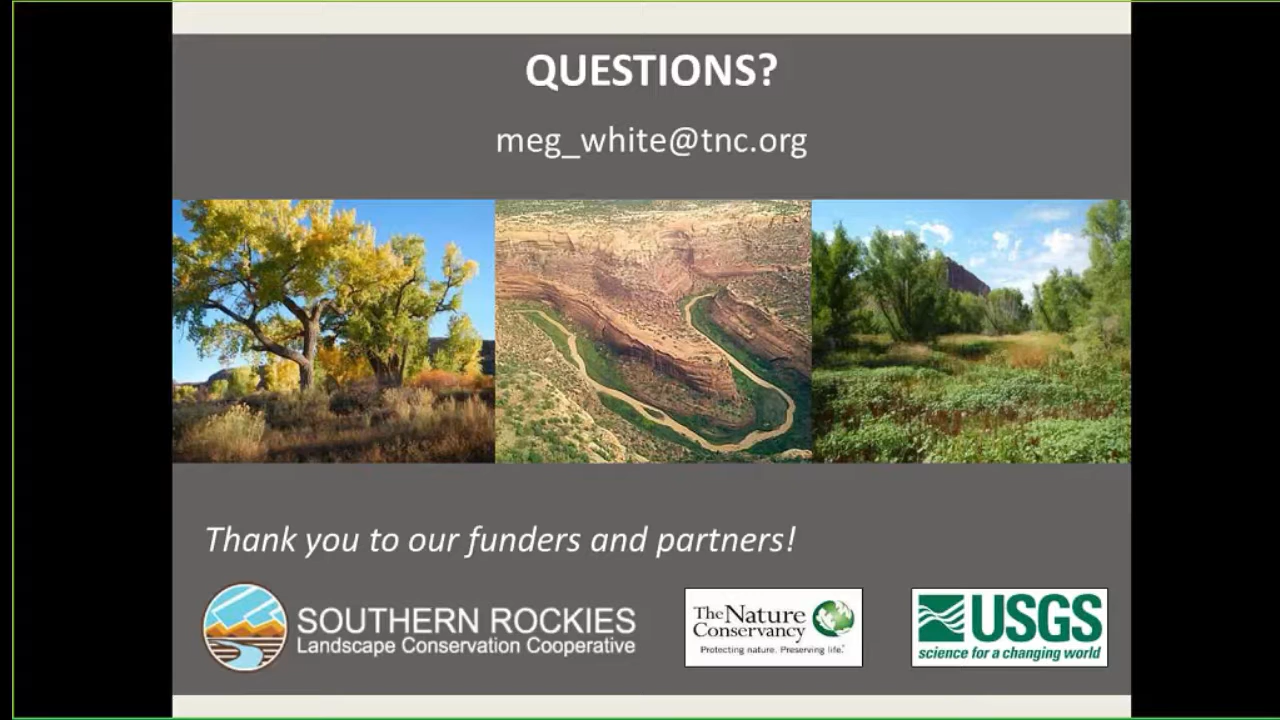 QUESTIONS?
meg_white@tnc.org
Thank you to our funders and partners!
SOUTHERN ROCKIES
Landscape Conservation Cooperative
The Nature
Conservancy
Protecting nature. Preserving life.™
USGS
science for a changing world